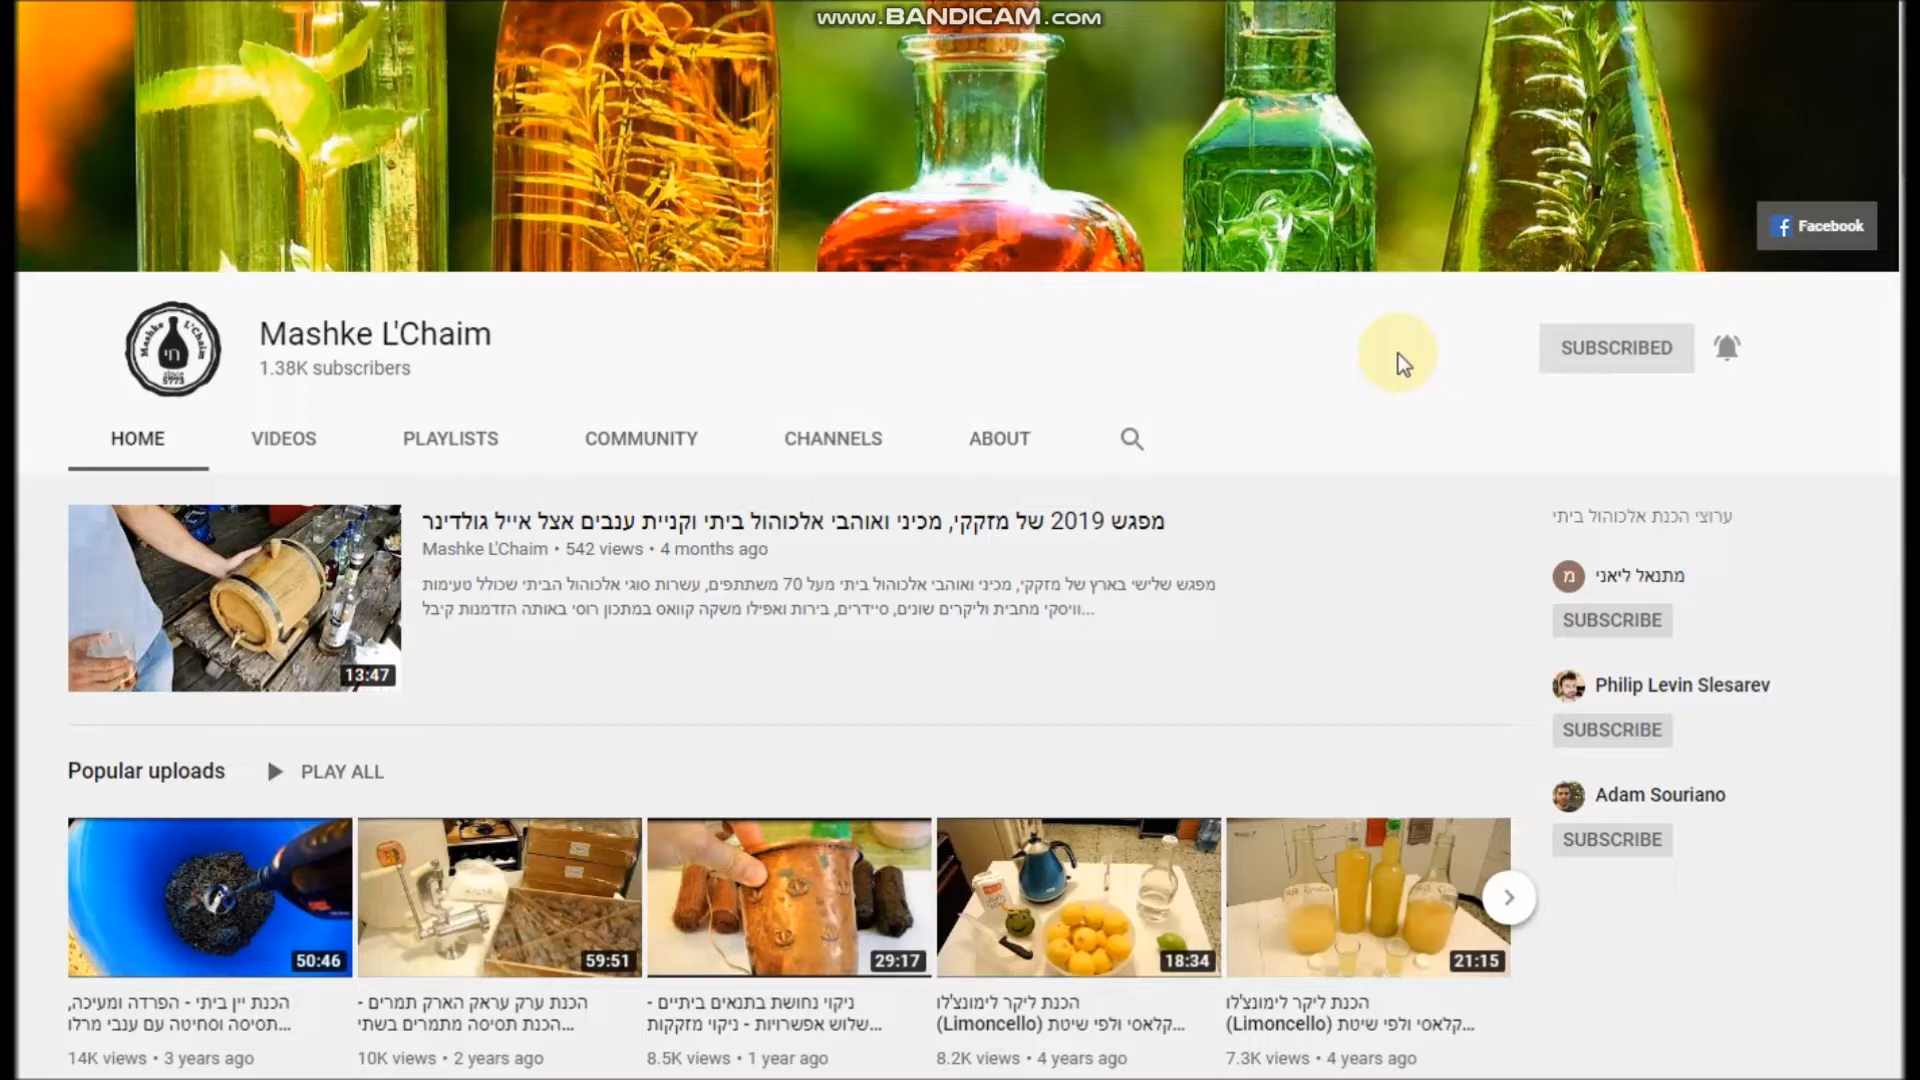 www.BANDICAM.com
Facebook
Mashke L'Chaim
חי
since
5773
Mashke L'Chaim
1.38K subscribers
SUBSCRIBED
HOME
VIDEOS
PLAYLISTS
COMMUNITY
CHANNELS
ABOUT
מפגש 2019 של מזקקי, מכיני ואוהבי אלכוהול ביתי וקניית ענבים אצל אייל גולדינר
Mashke L'Chaim • 542 views • 4 months ago
מפגש שלישי בארץ של מזקקי, מכיני ואוהבי אלכוהול ביתי מעל 70 משתתפים, עשרות סוגי אלכוהול הביתי שכולל טעימות
וויסקי מחבית וליקרים שונים, סיידרים, בירות ואפילו משקה קוואס במתכון רוסי באותה הזדמנות קיבל...
13:47
ערוצי הכנת אלכוהול ביתי
מ
מתנאל ליאני
SUBSCRIBE
Philip Levin Slesarev
SUBSCRIBE
Adam Souriano
SUBSCRIBE
Popular uploads
PLAY ALL
50:46
הכנת יין ביתי - הפרדה ומעיכה,
תסיסה וסחיטה עם ענבי מרלו...
14K views • 3 years ago
59:51
הכנת ערק עראק הארק תמרים -
הכנת תסיסה מתמרים בשתי...
10K views • 2 years ago
29:17
ניקוי נחושת בתנאים ביתיים -
שלוש אפשרויות - ניקוי מזקקות...
8.5K views • 1 year ago
18:34
הכנת ליקר לימונצ'לו
(Limoncello) קלאסי ולפי שיטת...
8.2K views • 4 years ago
21:15
הכנת ליקר לימונצ'לו
(Limoncello) קלאסי ולפי שיטת...
7.3K views • 4 years ago